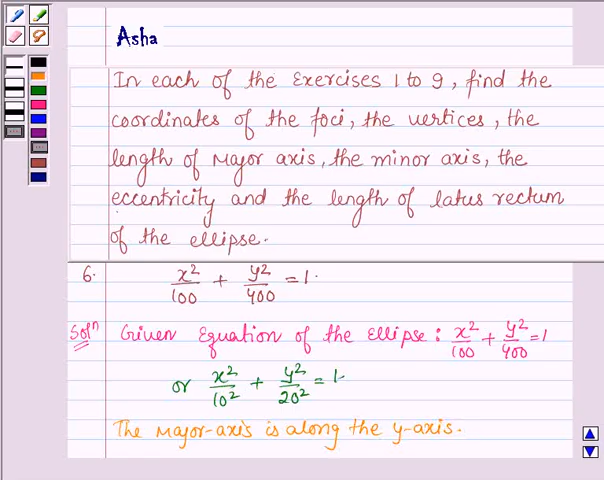 Asha
In each of the Exercises 1 to 9, find the
coordinates of the foci, the vertices, the
length of Major axis, the minor axis, the
eccentricity and the length of latus rectum
of the ellipse.
6. x²/100 + y²/400 = 1.
Solⁿ Given Equation of the ellipse: x²/100 + y²/400 = 1
or x²/10² + y²/20² = 1.
The Major-axis is along the y-axis.